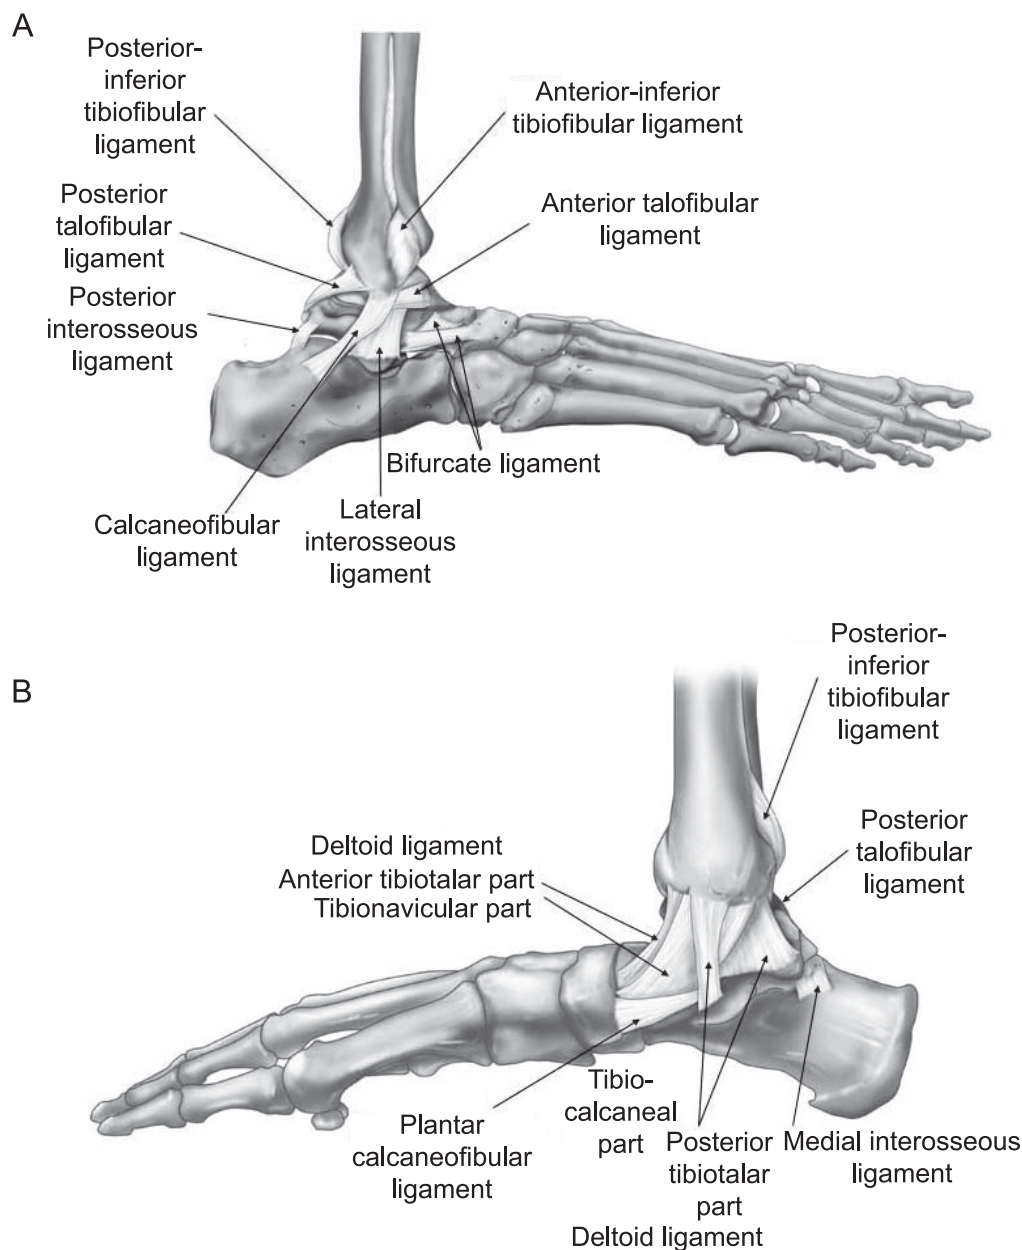 A
Posterior-
inferior
tibiofibular
ligament
Anterior-inferior
tibiofibular ligament
Posterior
talofibular
ligament
Anterior talofibular
ligament
Posterior
interosseous
ligament
Bifurcate ligament
Calcaneofibular
ligament
Lateral
interosseous
ligament
B
Posterior-
inferior
tibiofibular
ligament
Posterior
talofibular
ligament
Deltoid ligament
Anterior tibiotalar part
Tibionavicular part
Plantar
calcaneofibular
ligament
Tibio-
calcaneal
part
Posterior
tibiotalar
part
Deltoid ligament
Medial interosseous
ligament